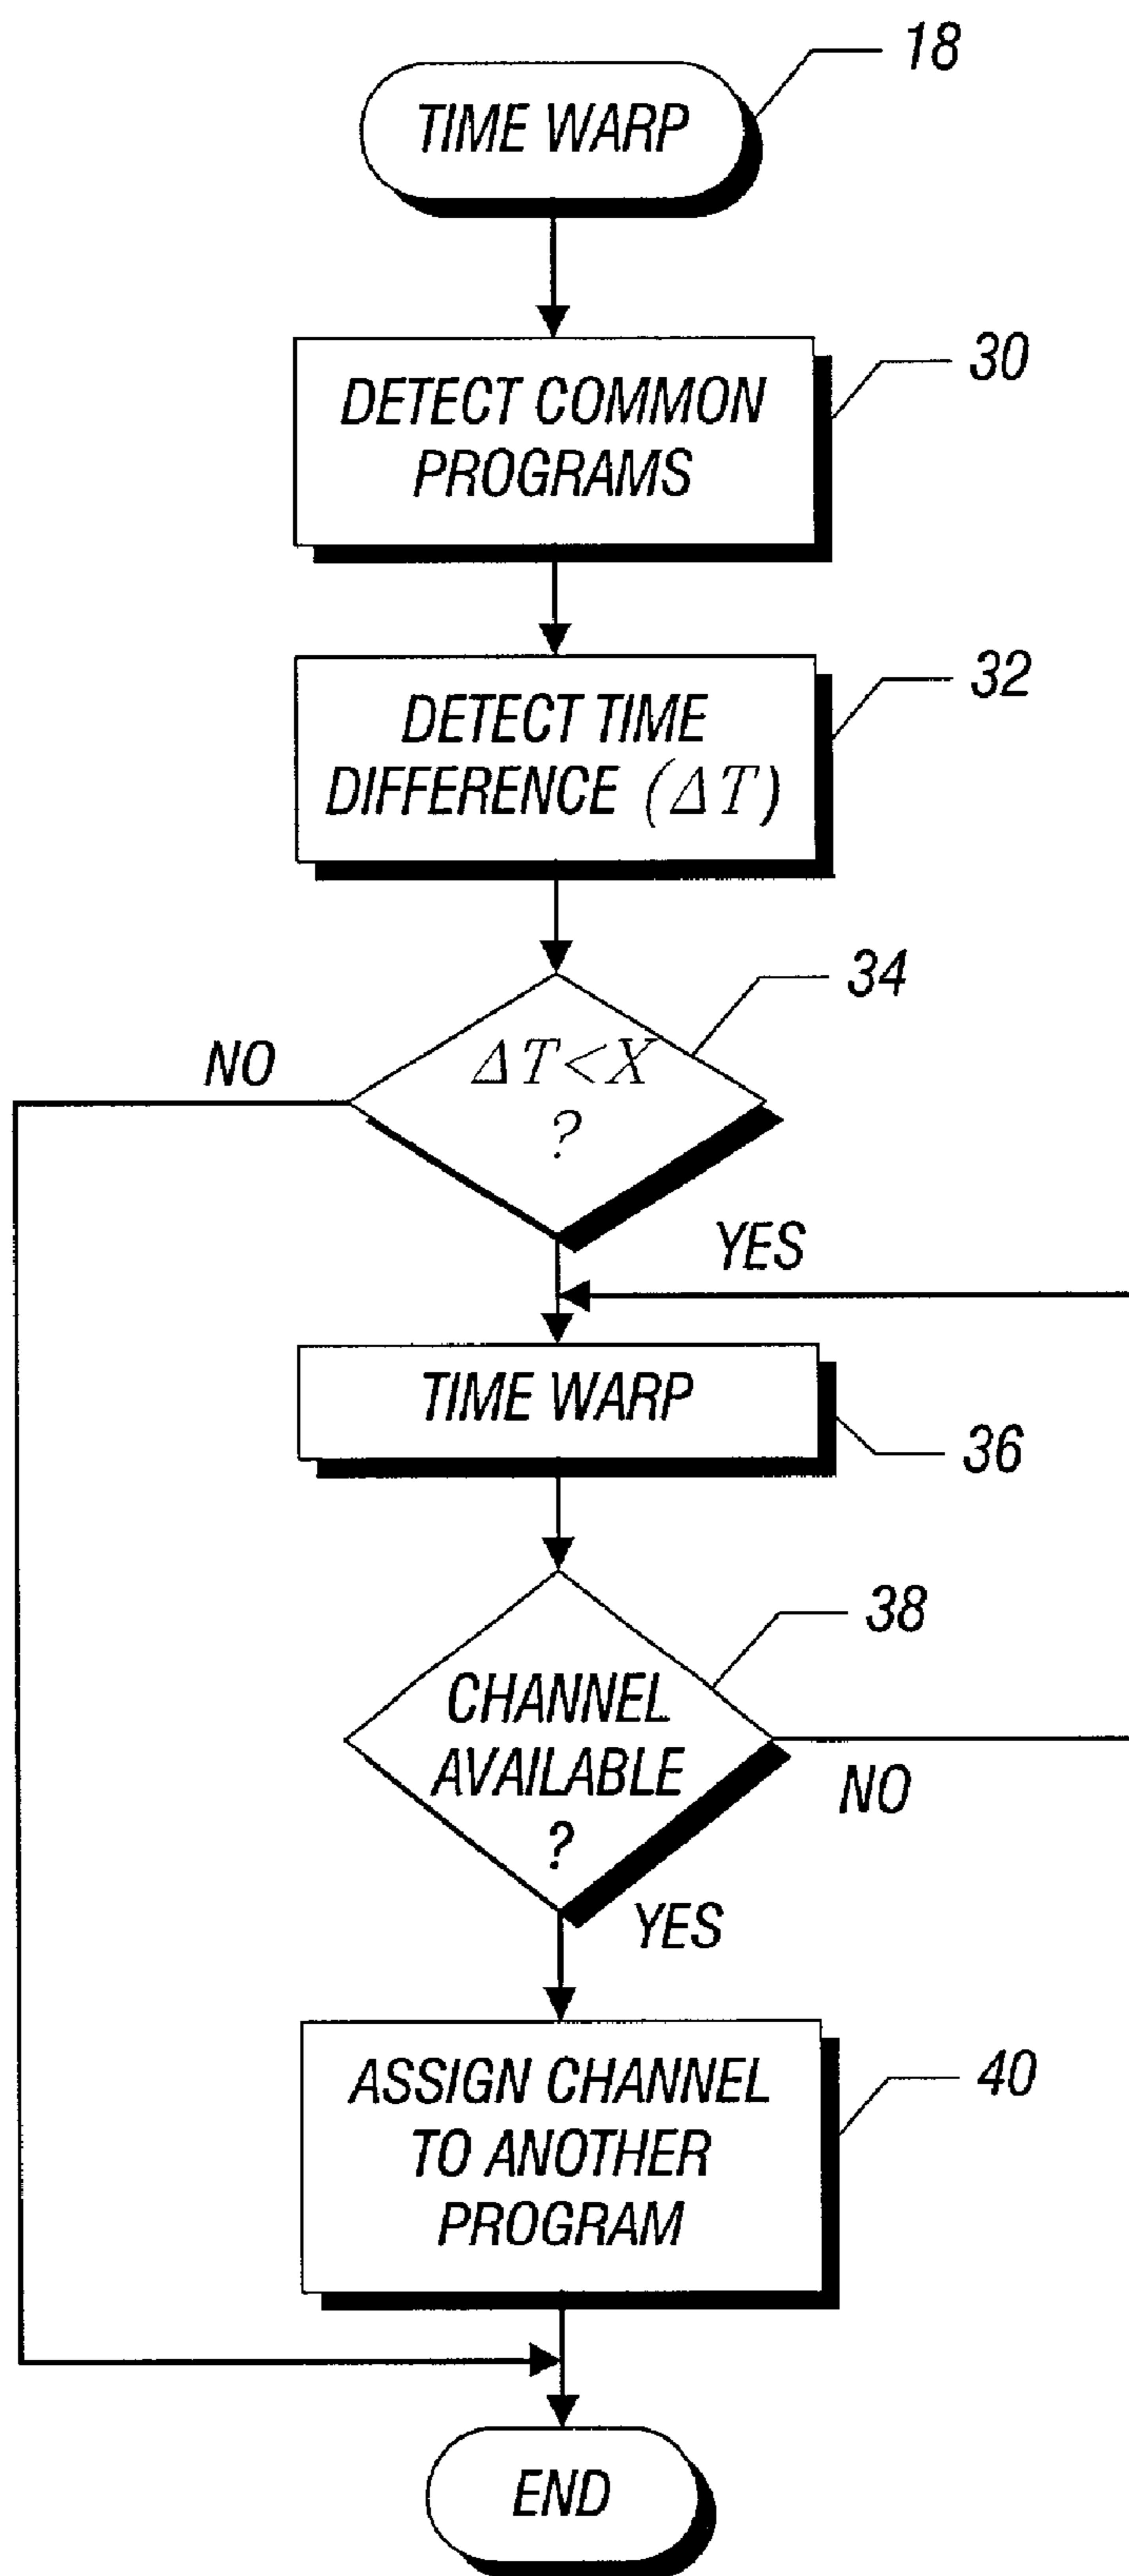 18
TIME WARP
30
DETECT COMMON
PROGRAMS
32
DETECT TIME
DIFFERENCE (ΔT)
34
NO
ΔT<X
?
YES
TIME WARP
36
38
CHANNEL
AVAILABLE
?
NO
YES
ASSIGN CHANNEL
TO ANOTHER
PROGRAM
40
END